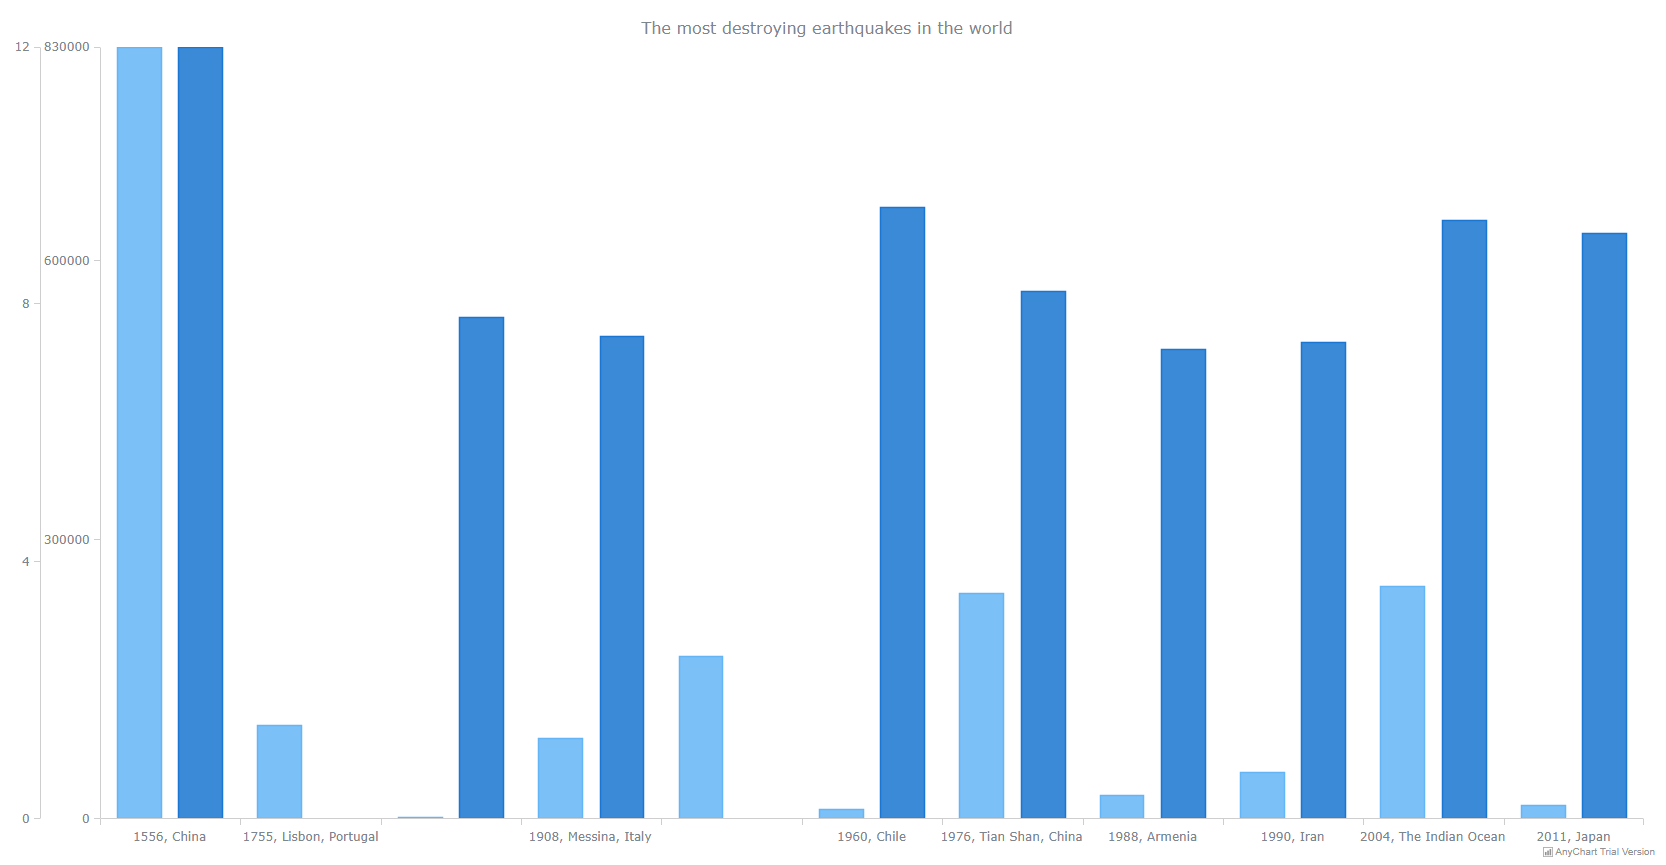 The most destroying earthquakes in the world
12 830000
600000
8
300000
4
0 0
1556, China 1755, Lisbon, Portugal 1908, Messina, Italy 1960, Chile 1976, Tian Shan, China 1988, Armenia 1990, Iran 2004, The Indian Ocean 2011, Japan
AnyChart Trial Version